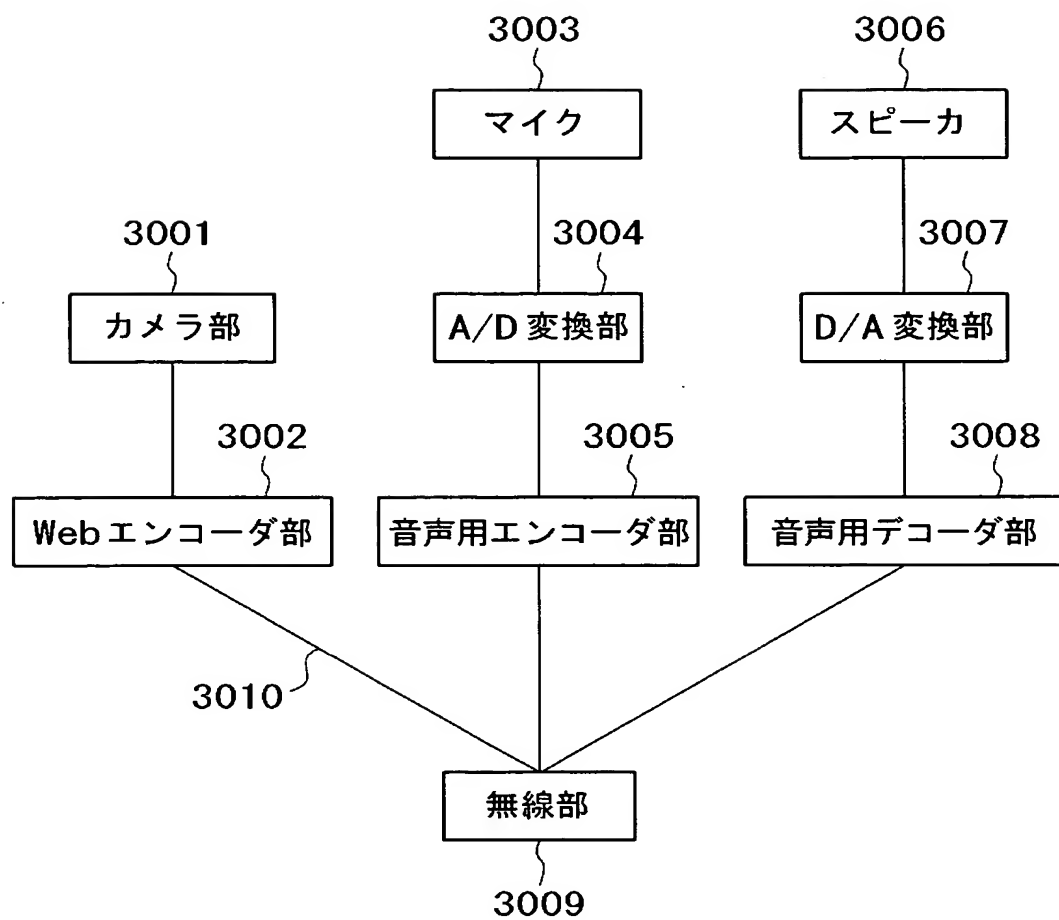 3003
3006
マイク
スピーカ
3001
3004
3007
カメラ部
A/D変換部
D/A変換部
3002
3005
3008
Webエンコーダ部
音声用エンコーダ部
音声用デコーダ部
3010
無線部
3009